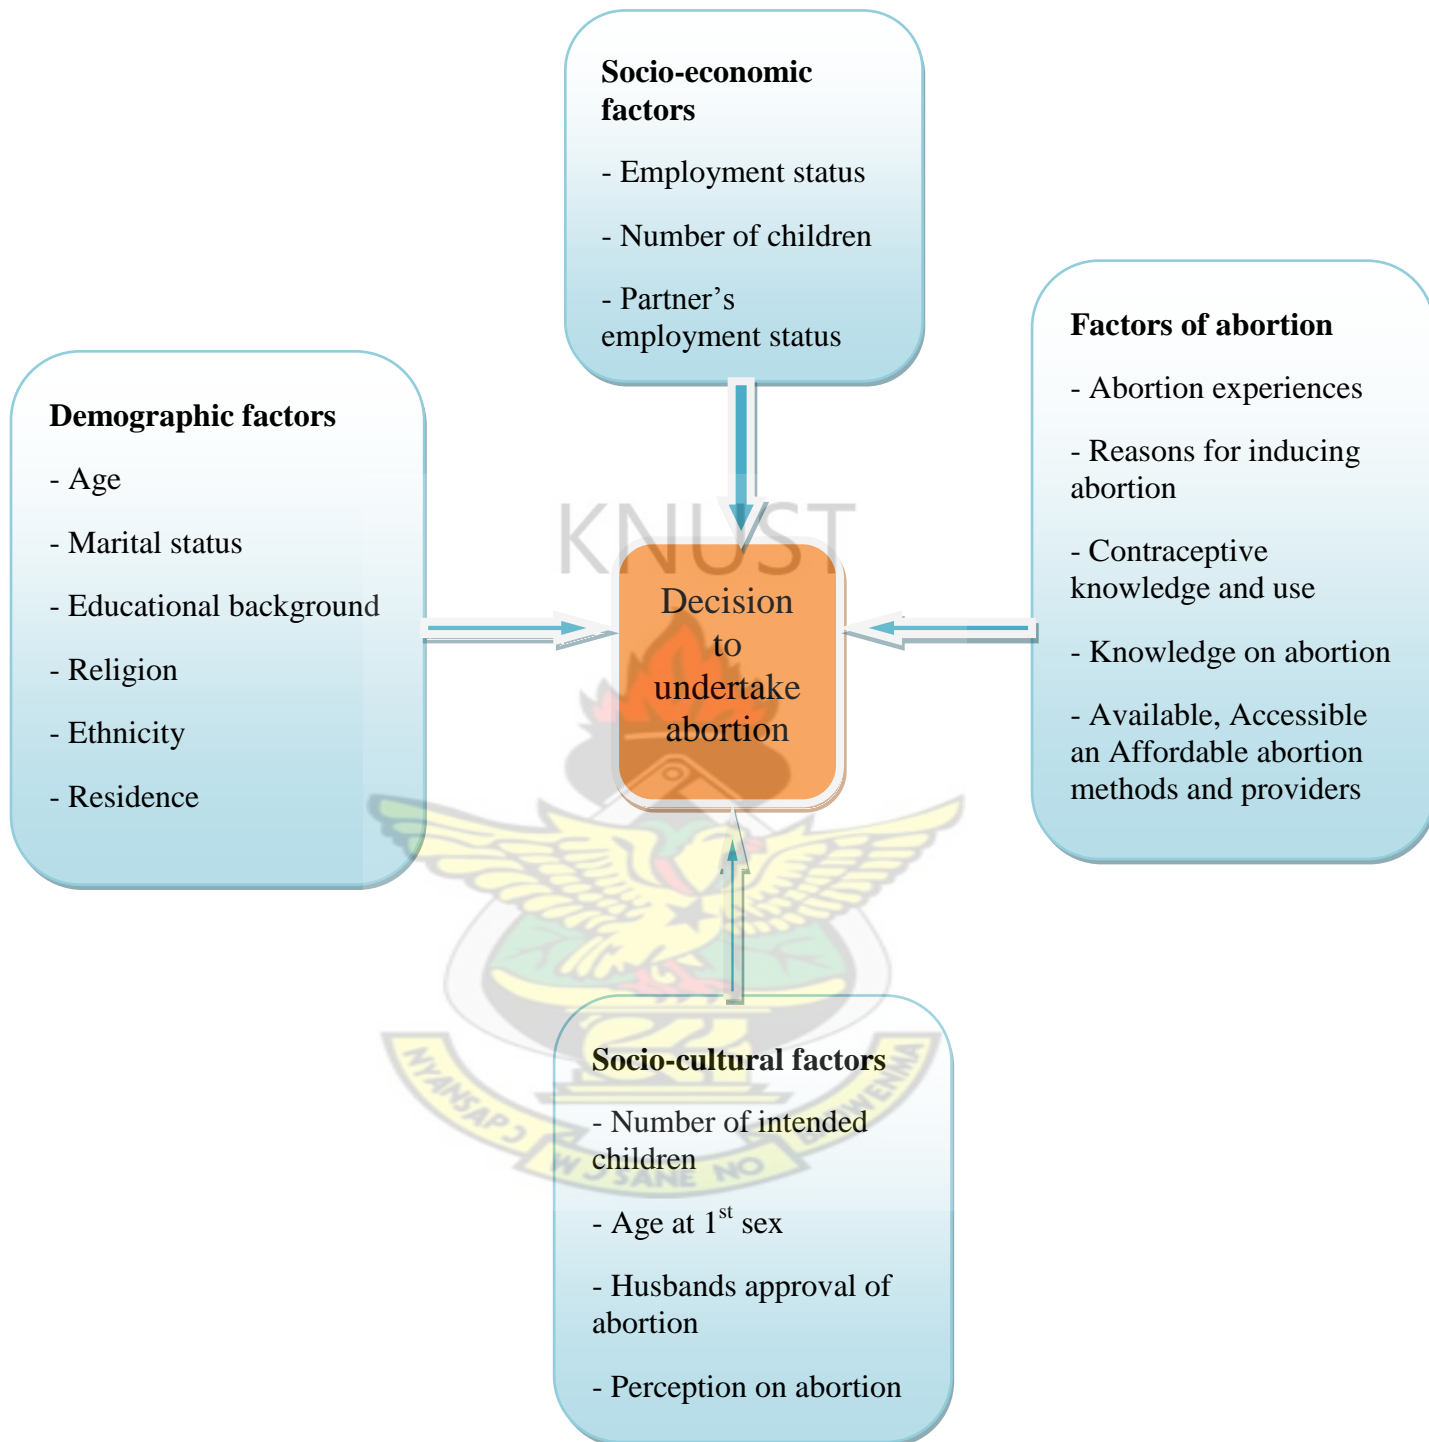 Socio-economic
factors
- Employment status
- Number of children
- Partner’s
employment status
Factors of abortion
- Abortion experiences
- Reasons for inducing
abortion
- Contraceptive
knowledge and use
- Knowledge on abortion
- Available, Accessible
an Affordable abortion
methods and providers
Demographic factors
- Age
- Marital status
- Educational background
- Religion
- Ethnicity
- Residence
KNUST
Decision
to
undertake
abortion
Socio-cultural factors
- Number of intended
children
- Age at 1st sex
- Husbands approval of
abortion
- Perception on abortion
NYANSAPƆ
WƆSANE NO